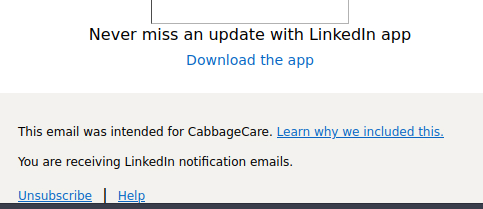 Never miss an update with LinkedIn app
Download the app
This email was intended for CabbageCare. Learn why we included this.
You are receiving LinkedIn notification emails.
Unsubscribe | Help